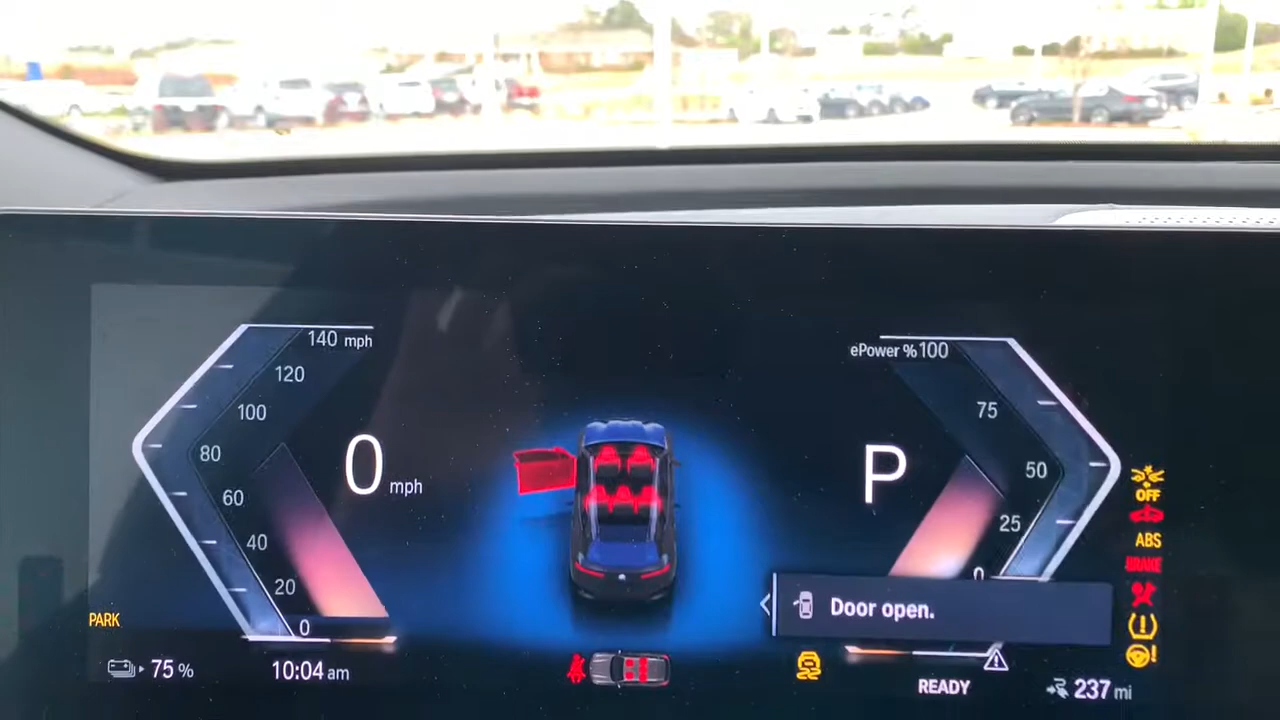 140 mph
120
100
80
60
40
20
0
0 mph
PARK
75 %
10:04 am
ePower % 100
75
50
25
0
P
Door open.
READY
237 mi
OFF
ABS
BRAKE